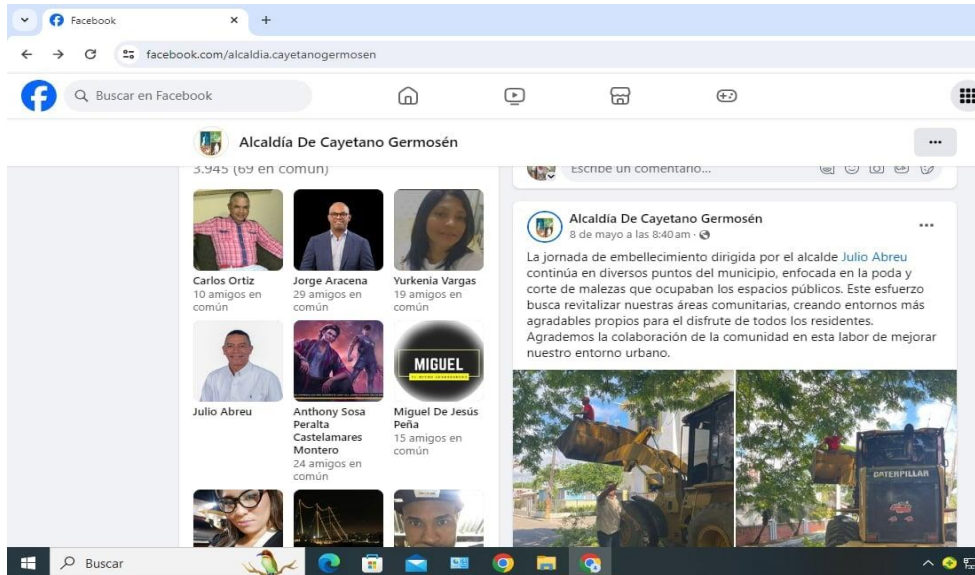 Facebook
facebook.com/alcaldia.cayetanogermosen
Buscar en Facebook
Alcaldía De Cayetano Germosén
3.945 (69 en común)
Carlos Ortiz
10 amigos en
común
Jorge Aracena
29 amigos en
común
Yurkenia Vargas
19 amigos en
común
MIGUEL
Julio Abreu
Anthony Sosa
Peralta
Castelamares
Montero
24 amigos en
común
Miguel De Jesús
Peña
15 amigos en
común
Escribe un comentario...
Alcaldía De Cayetano Germosén
8 de mayo a las 8:40 am ·
La jornada de embellecimiento dirigida por el alcalde Julio Abreu
continúa en diversos puntos del municipio, enfocada en la poda y
corte de malezas que ocupaban los espacios públicos. Este esfuerzo
busca revitalizar nuestras áreas comunitarias, creando entornos más
agradables propios para el disfrute de todos los residentes.
Agrademos la colaboración de la comunidad en esta labor de mejorar
nuestro entorno urbano.
CATERPILLAR
Buscar